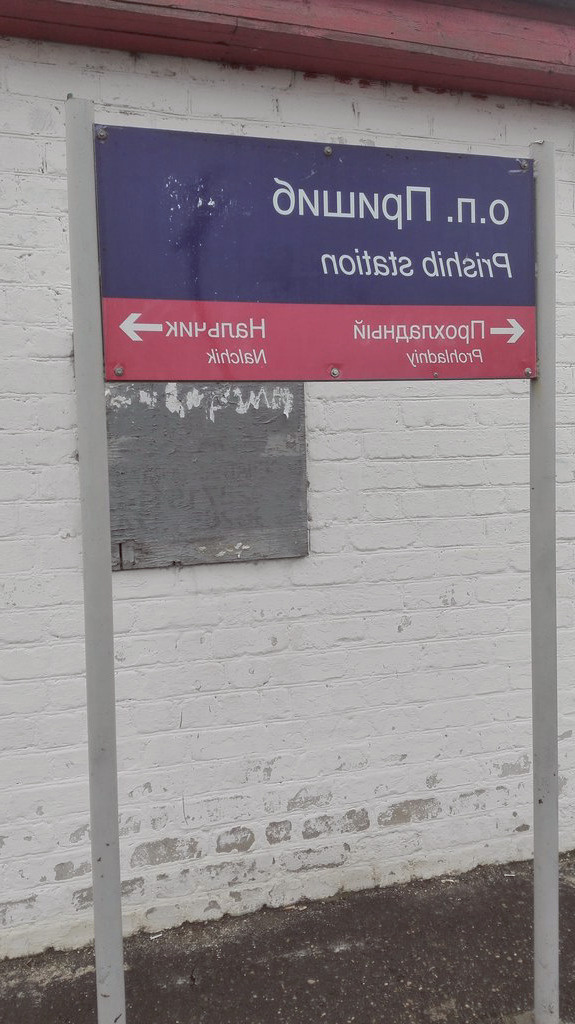 о.п. Пришиб
Prishib station
← Прохладный Нальчик →
Prohladniy Nalchik